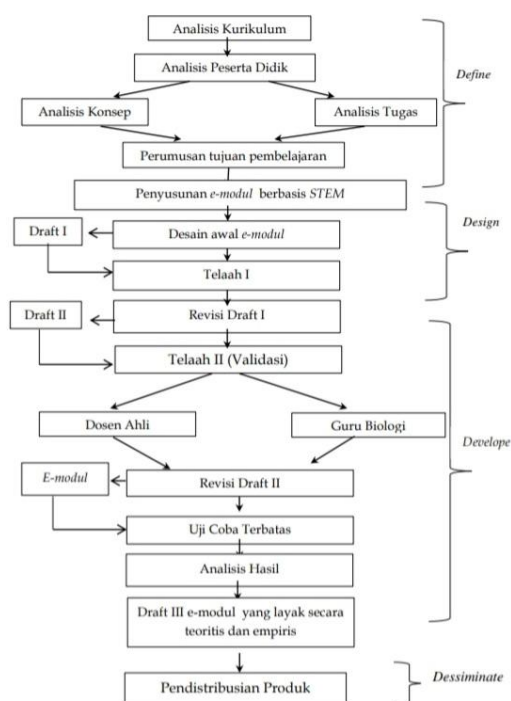 Analisis Kurikulum
Analisis Peserta Didik
Define
Analisis Konsep
Analisis Tugas
Perumusan tujuan pembelajaran
Penyusunan e-modul berbasis STEM
Design
Draft I
Desain awal e-modul
Telaah I
Draft II
Revisi Draft I
Telaah II (Validasi)
Dosen Ahli
Guru Biologi
Develope
E-modul
Revisi Draft II
Uji Coba Terbatas
Analisis Hasil
Draft III e-modul yang layak secara
teoritis dan empiris
Dessiminate
Pendistribusian Produk